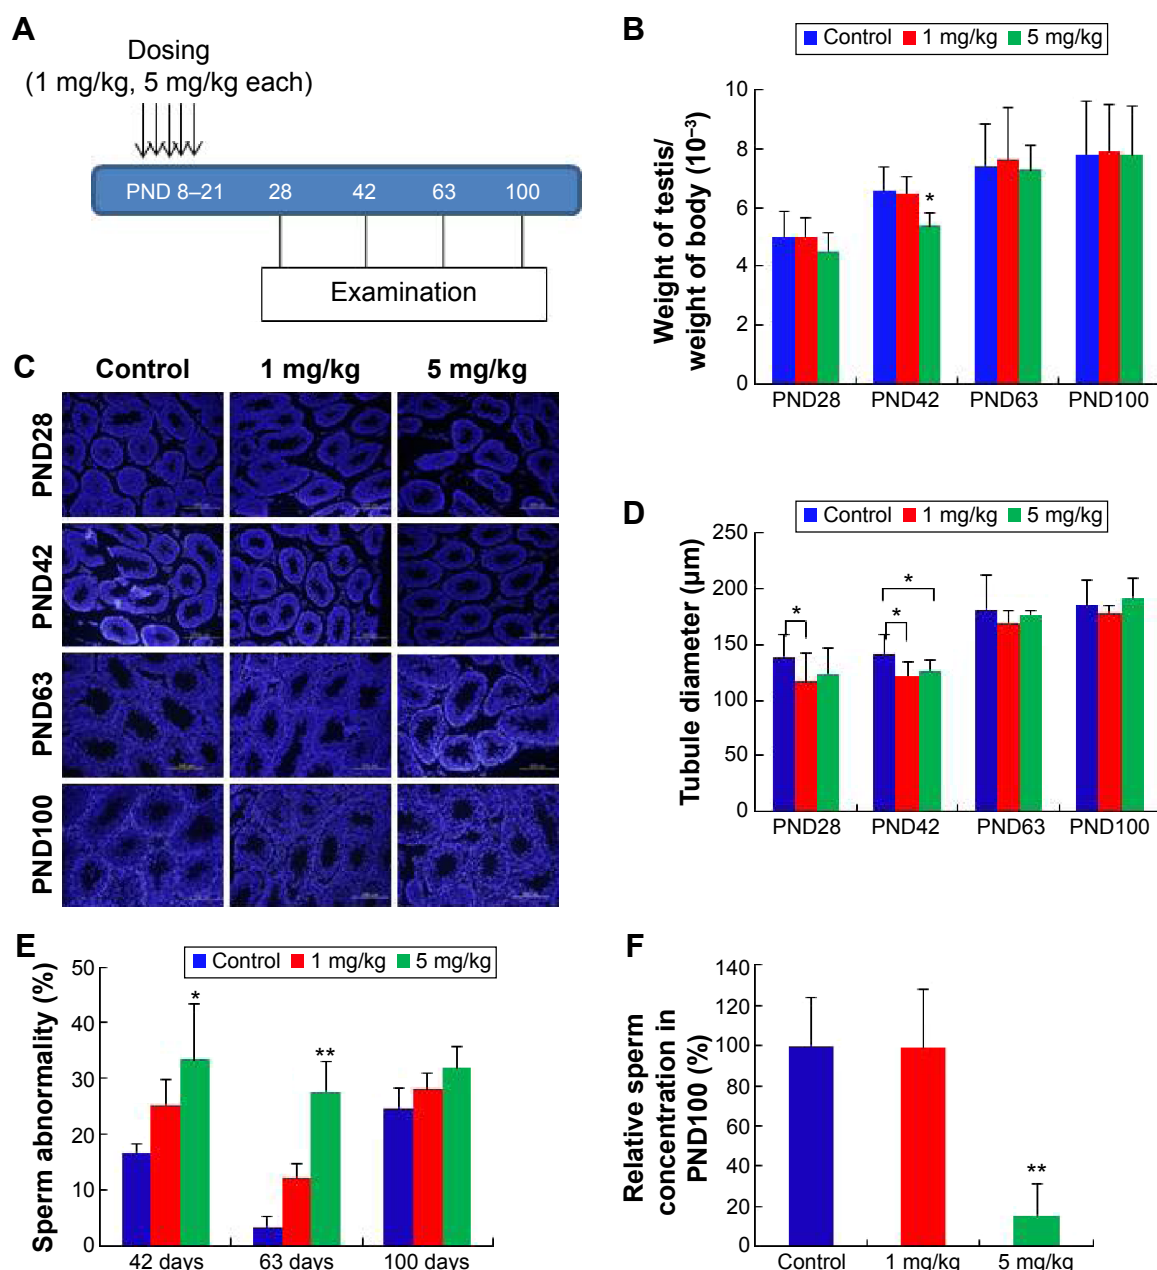 A
Dosing
(1 mg/kg, 5 mg/kg each)
PND 8–21 28 42 63 100
Examination
B
Control 1 mg/kg 5 mg/kg
Weight of testis/
weight of body (10⁻³)
10
8
6
4
2
0
*
PND28 PND42 PND63 PND100
C
Control 1 mg/kg 5 mg/kg
PND28
PND42
PND63
PND100
D
Control 1 mg/kg 5 mg/kg
Tubule diameter (µm)
250
200
150
100
50
0
* * *
PND28 PND42 PND63 PND100
E
Control 1 mg/kg 5 mg/kg
Sperm abnormality (%)
50
40
30
20
10
0
* **
42 days 63 days 100 days
F
Relative sperm
concentration in
PND100 (%)
140
120
100
80
60
40
20
0
**
Control 1 mg/kg 5 mg/kg